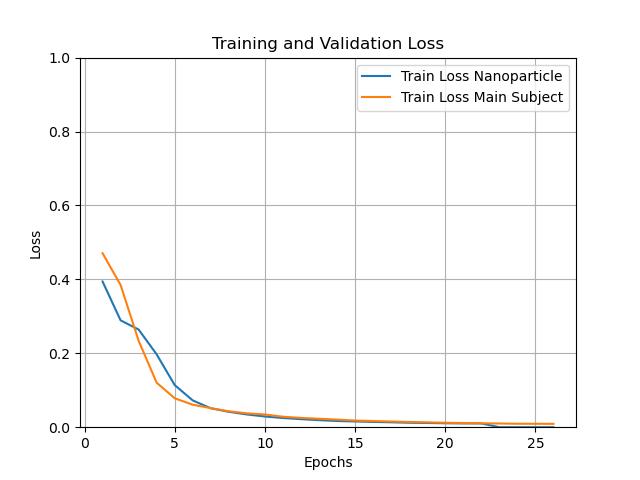 Training and Validation Loss
Train Loss Nanoparticle
Train Loss Main Subject
1.0
0.8
0.6
0.4
0.2
0.0
Loss
0 5 10 15 20 25
Epochs